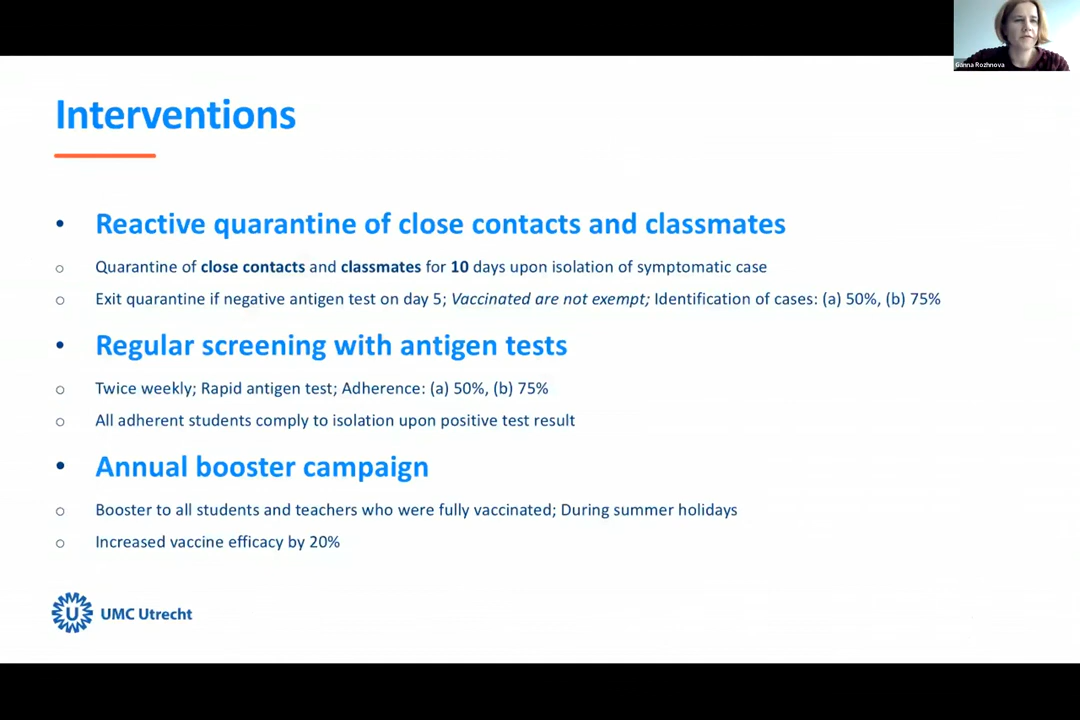 Ganna Rozhnova
Interventions
• Reactive quarantine of close contacts and classmates
○ Quarantine of close contacts and classmates for 10 days upon isolation of symptomatic case
○ Exit quarantine if negative antigen test on day 5; Vaccinated are not exempt; Identification of cases: (a) 50%, (b) 75%
• Regular screening with antigen tests
○ Twice weekly; Rapid antigen test; Adherence: (a) 50%, (b) 75%
○ All adherent students comply to isolation upon positive test result
• Annual booster campaign
○ Booster to all students and teachers who were fully vaccinated; During summer holidays
○ Increased vaccine efficacy by 20%
U UMC Utrecht